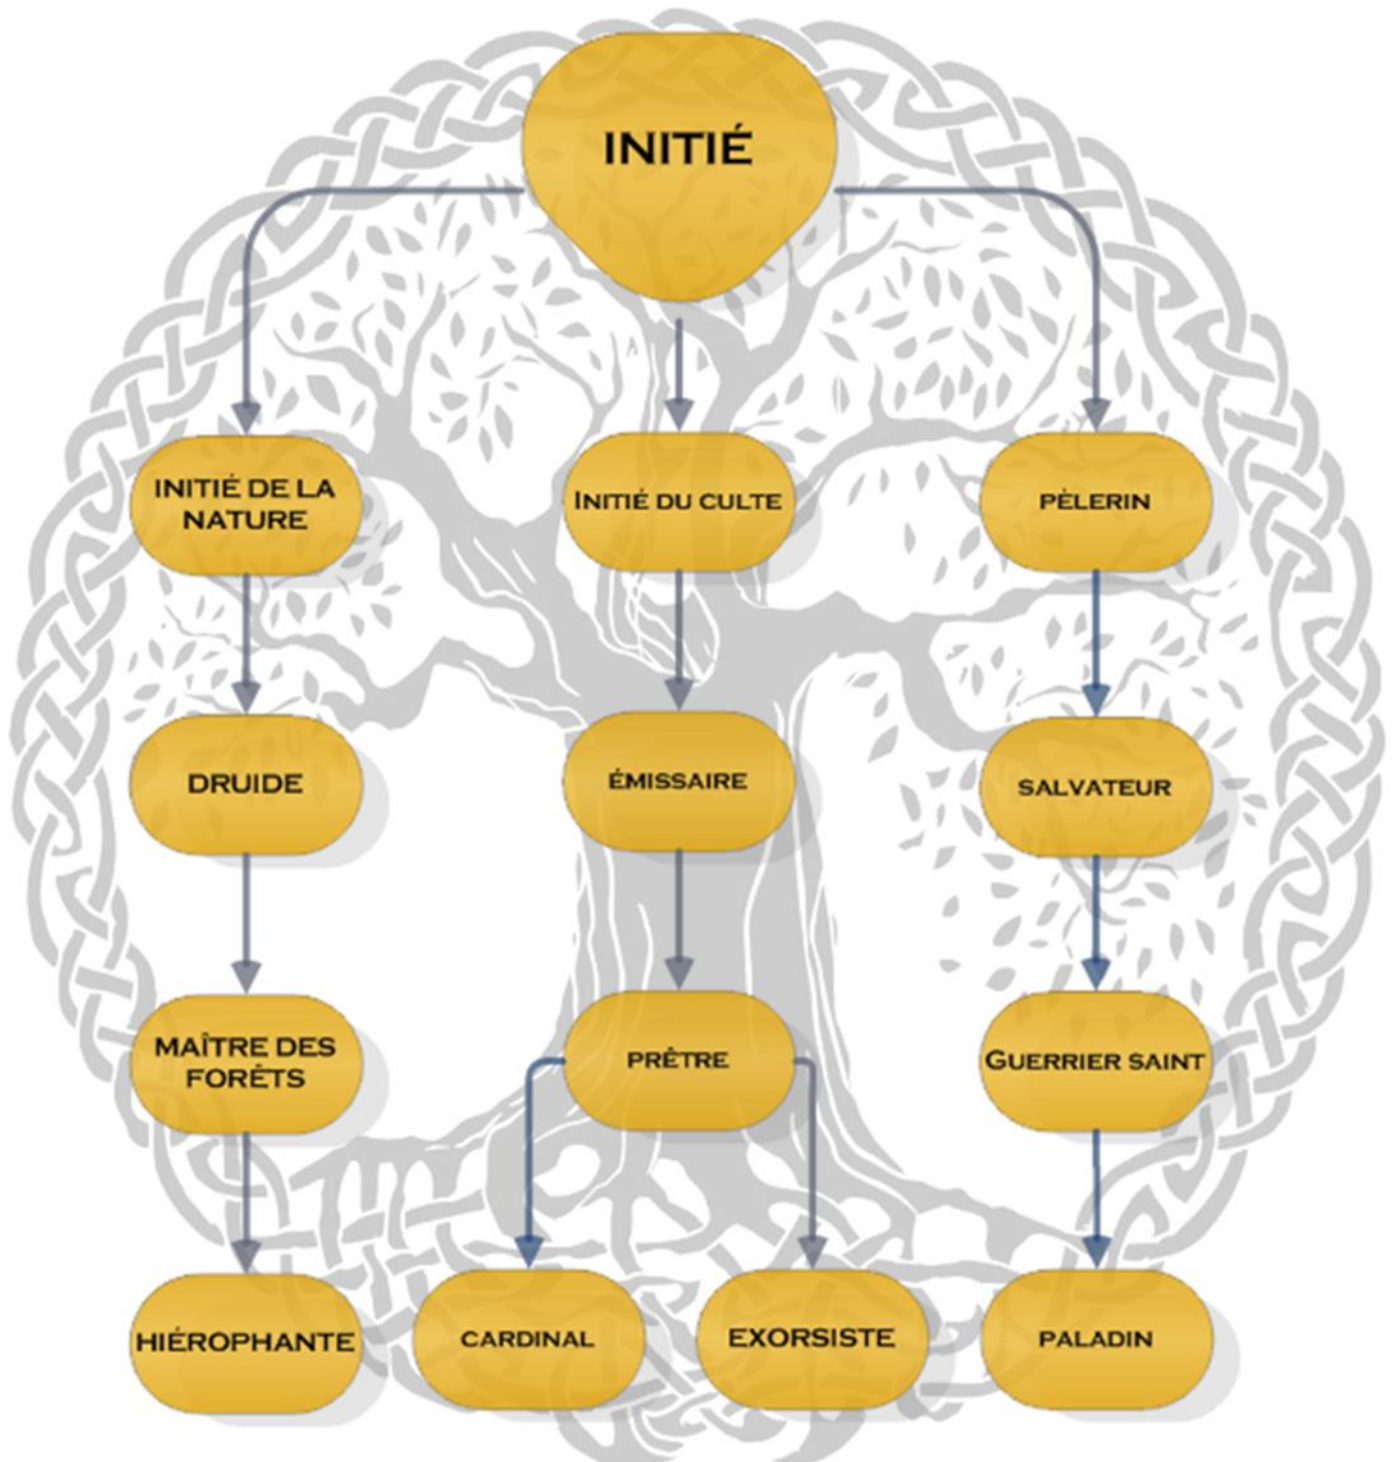 INITIÉ
INITIÉ DE LA
NATURE
INITIÉ DU CULTE
PÈLERIN
DRUIDE
ÉMISSAIRE
SALVATEUR
MAÎTRE DES
FORÊTS
PRÊTRE
GUERRIER SAINT
HIÉROPHANTE
CARDINAL
EXORSISTE
PALADIN